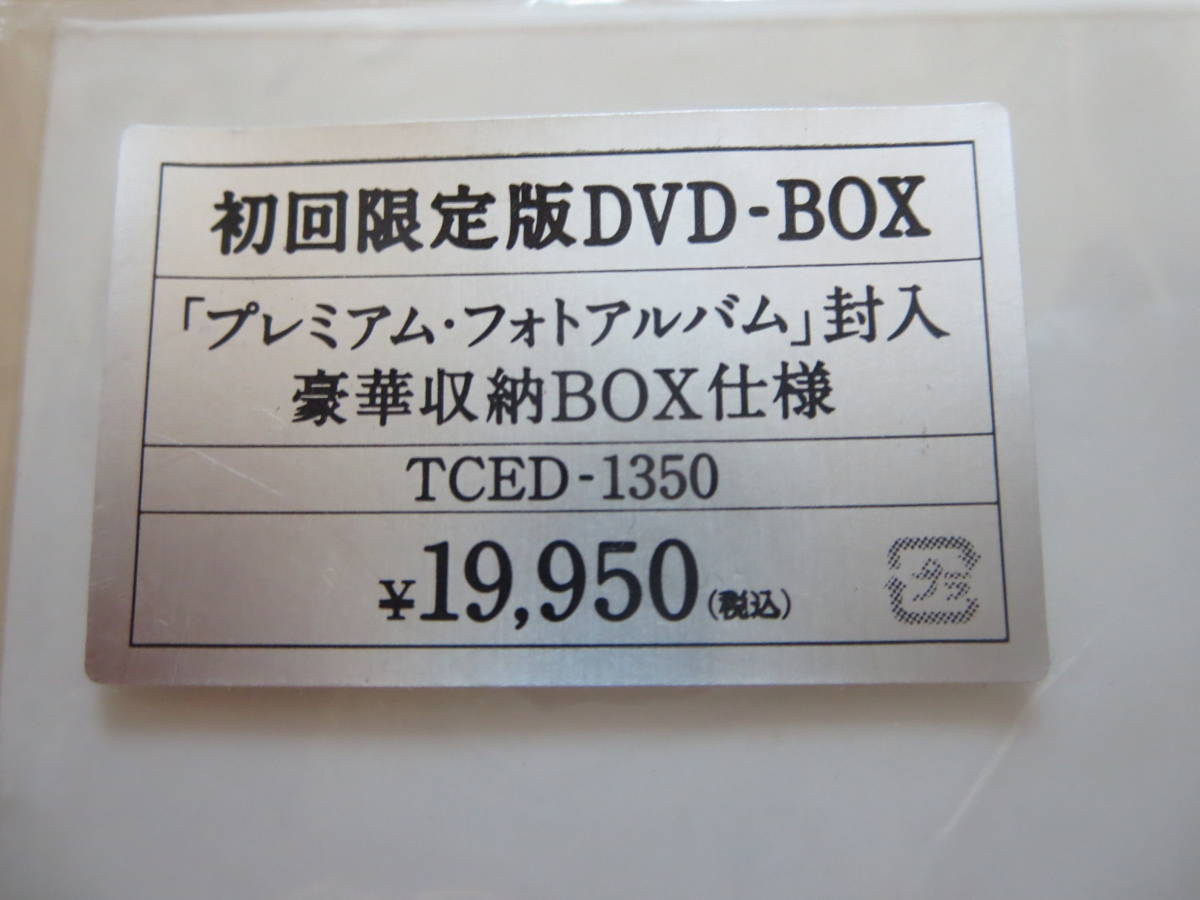 初回限定版DVD-BOX
「プレミアム・フォトアルバム」封入
豪華収納BOX仕様
TCED-1350
¥19,950(税込)
プラ